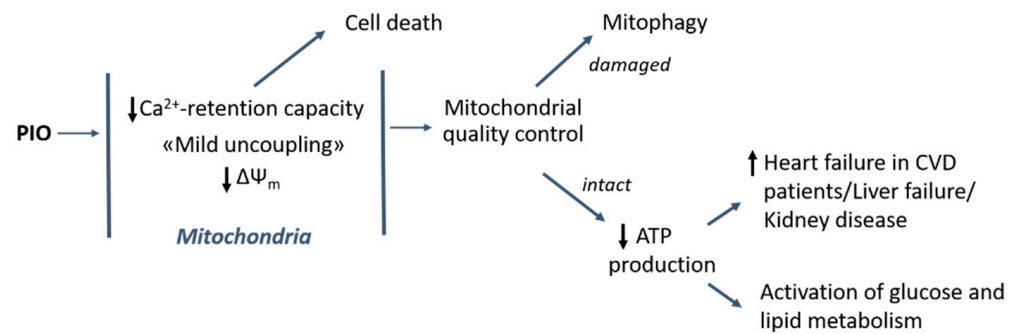 Cell death
Mitophagy
damaged
PIO
↓Ca²⁺-retention capacity
«Mild uncoupling»
↓ΔΨₘ
Mitochondria
Mitochondrial
quality control
intact
↓ ATP
production
↑ Heart failure in CVD
patients/Liver failure/
Kidney disease
Activation of glucose and
lipid metabolism